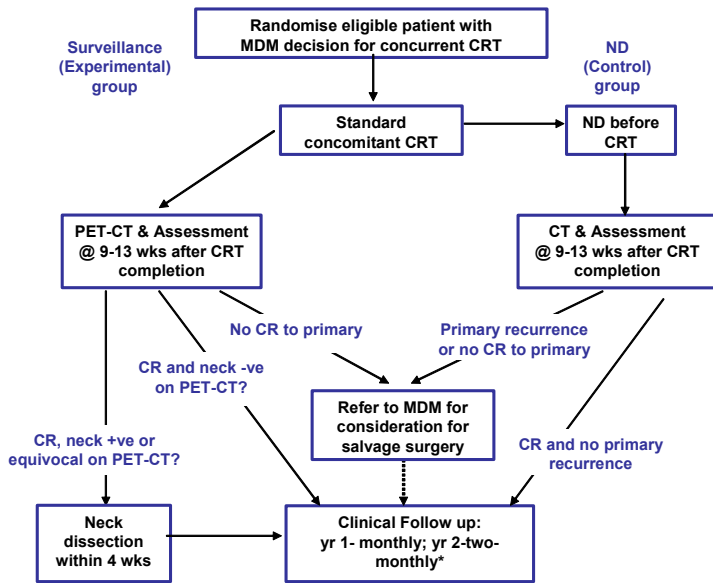 Randomise eligible patient with
MDM decision for concurrent CRT
Surveillance
(Experimental)
group
ND
(Control)
group
Standard
concomitant CRT
ND before
CRT
PET-CT & Assessment
@ 9-13 wks after CRT
completion
CT & Assessment
@ 9-13 wks after CRT
completion
No CR to primary
Primary recurrence
or no CR to primary
CR and neck -ve
on PET-CT?
Refer to MDM for
consideration for
salvage surgery
CR, neck +ve or
equivocal on PET-CT?
CR and no primary
recurrence
Neck
dissection
within 4 wks
Clinical Follow up:
yr 1- monthly; yr 2-two-
monthly*